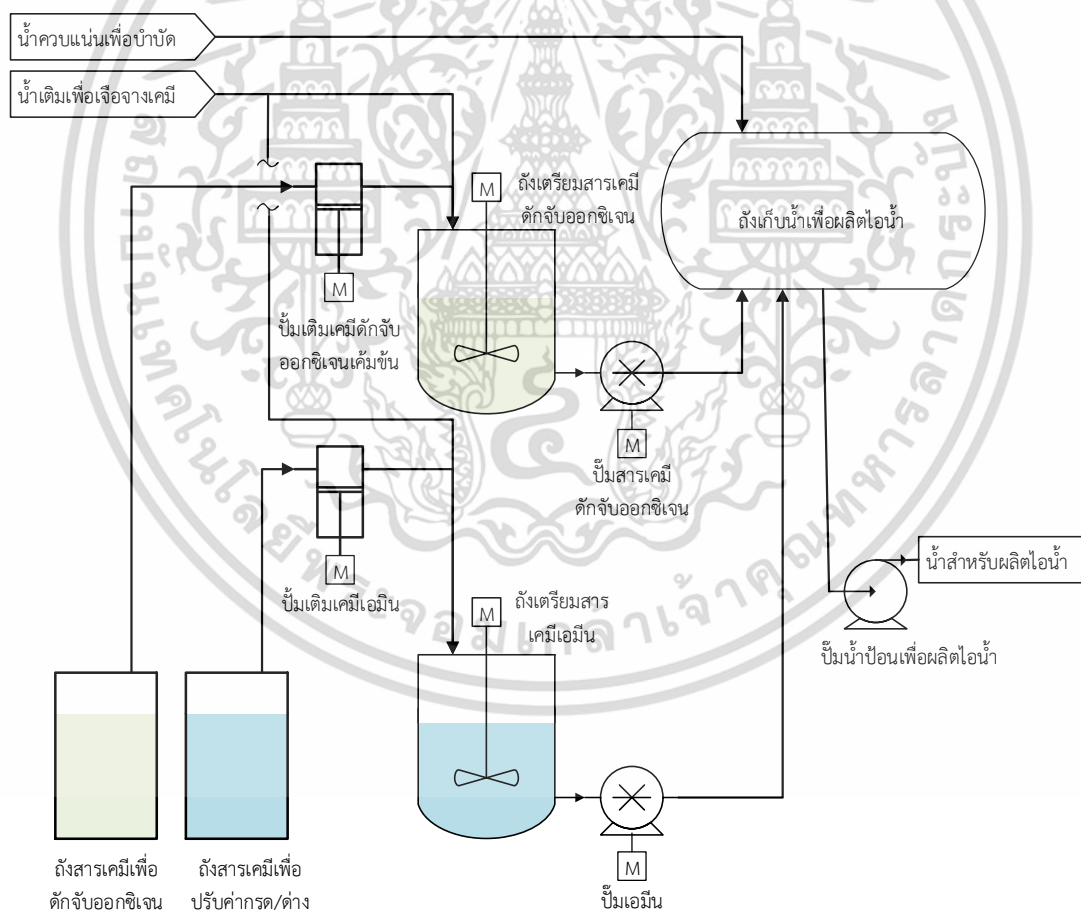 น้ำควบแน่นเพื่อบำบัด
น้ำเติมเพื่อเจือจางเคมี
M
ถังเตรียมสารเคมี
ดักจับออกซิเจน
ถังเก็บน้ำเพื่อผลิตไอน้ำ
M
ปั้มเติมเคมีดักจับ
ออกซิเจนเค้มข้น
M
ปั๊มสารเคมี
ดักจับออกซิเจน
M
ปั้มเติมเคมีเอมิน
M
ถังเตรียมสาร
เคมีเอมีน
น้ำสำหรับผลิตไอน้ำ
ปั๊มน้ำป้อนเพื่อผลิตไอน้ำ
ถังสารเคมีเพื่อ
ดักจับออกซิเจน
ถังสารเคมีเพื่อ
ปรับค่ากรด/ด่าง
M
ปั๊มเอมีน